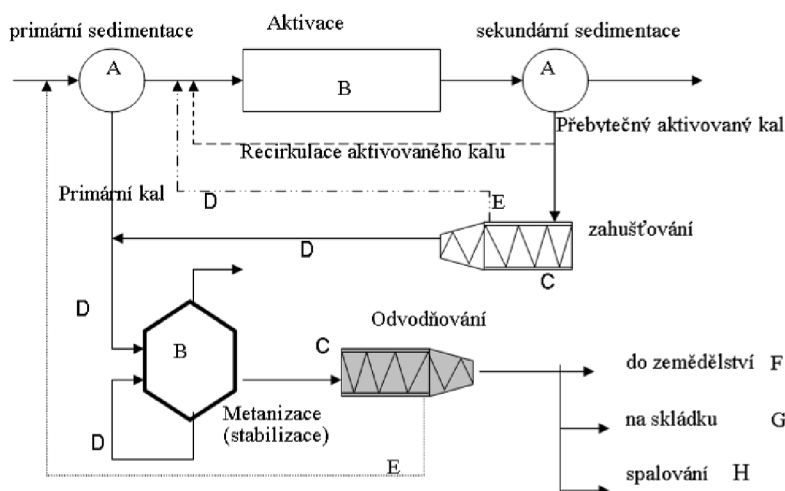 primární sedimentace
Aktivace
sekundární sedimentace
A
B
A
Přebytečný aktivovaný kal
Recirkulace aktivovaného kalu
Primární kal
D
E
zahušťování
D
C
D
Odvodňování
C
B
do zemědělství F
Metanizace
(stabilizace)
na skládku G
D
E
spalování H